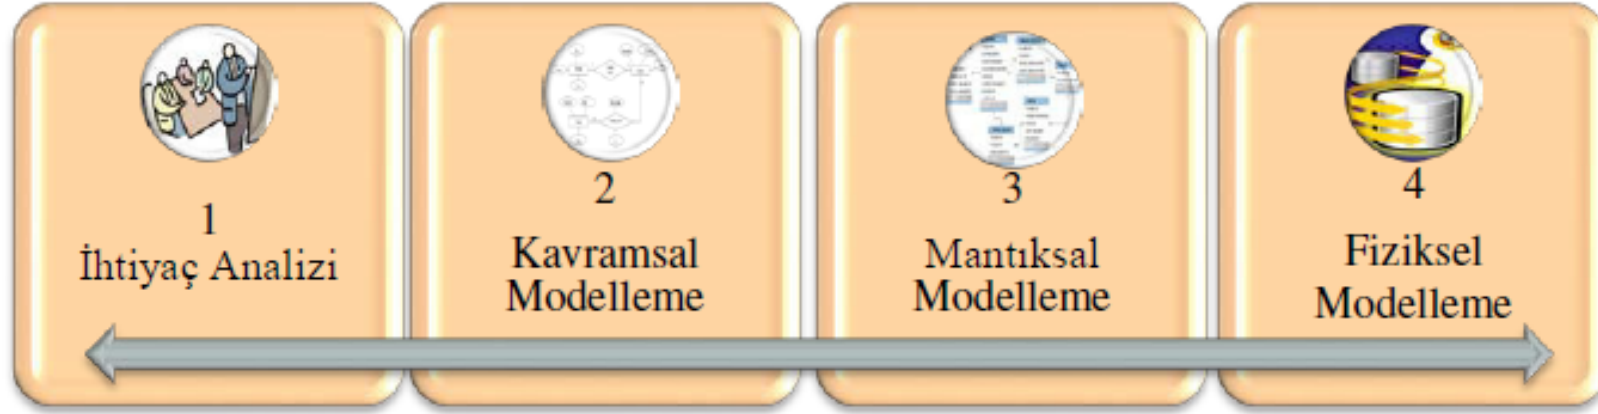 1
İhtiyaç Analizi
2
Kavramsal
Modelleme
3
Mantıksal
Modelleme
4
Fiziksel
Modelleme